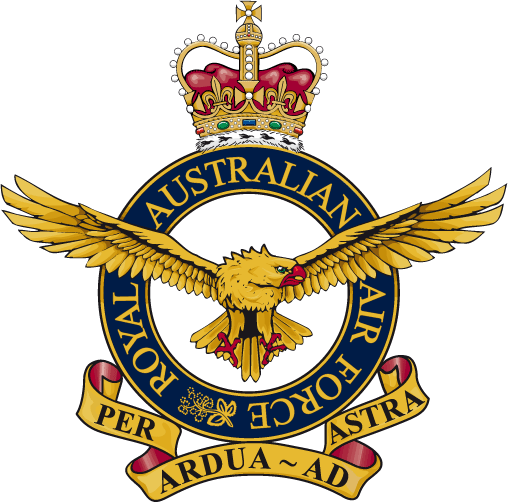 ROYAL AUSTRALIAN AIR FORCE
PER ARDUA ~ AD ASTRA